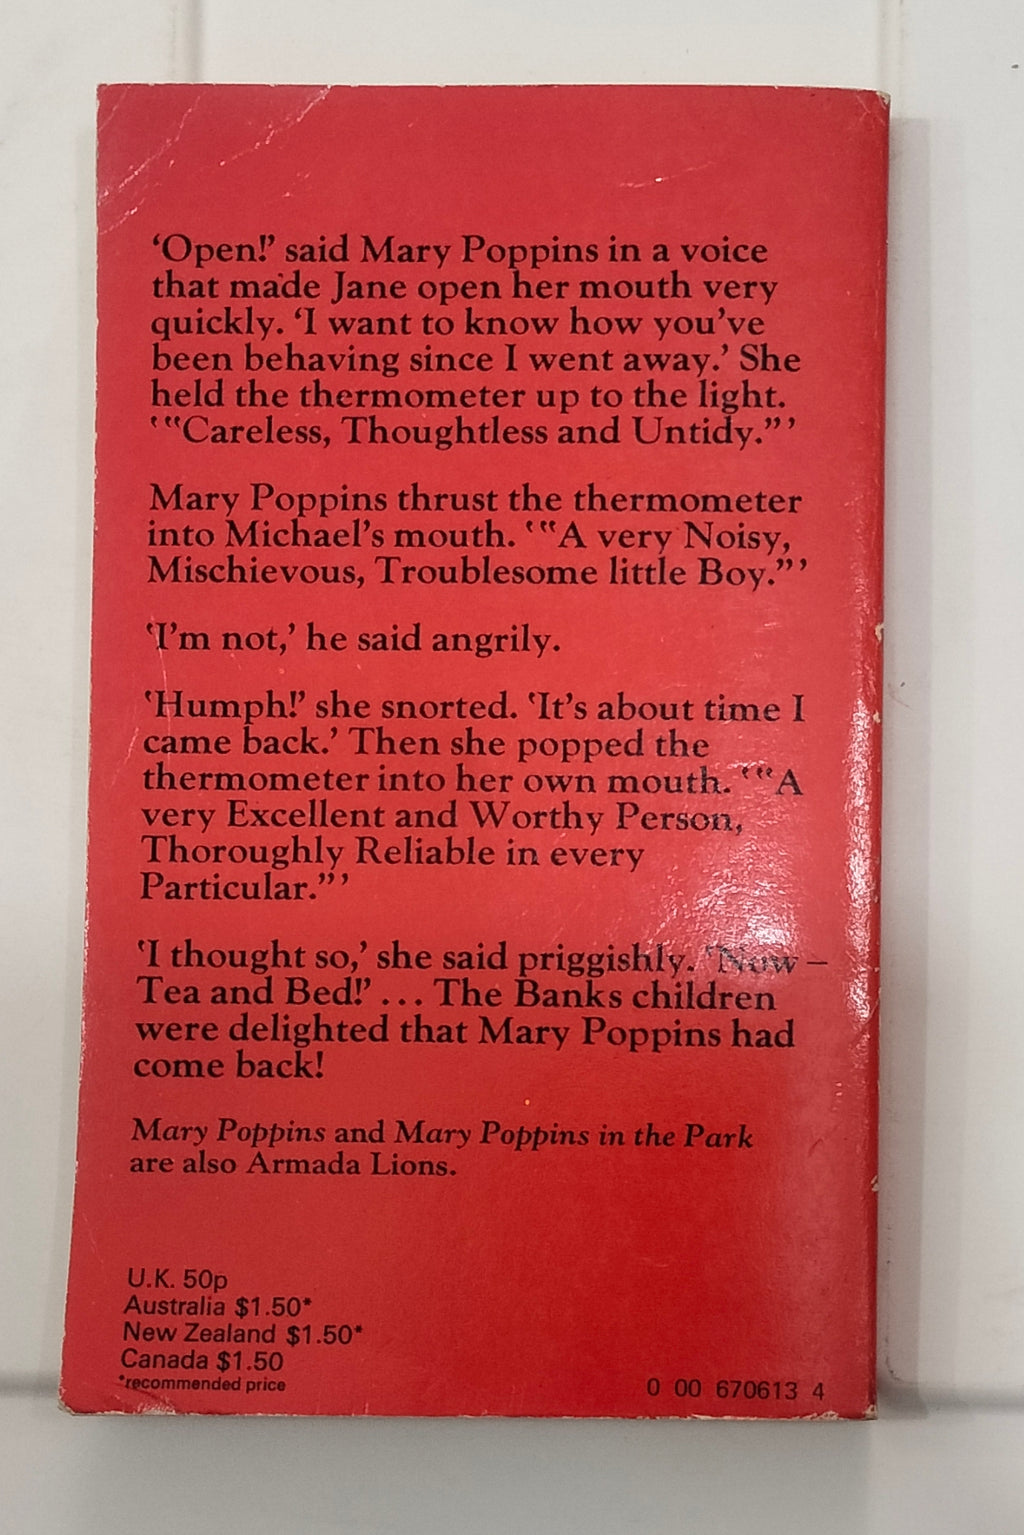 ‘Open!’ said Mary Poppins in a voice
that made Jane open her mouth very
quickly. ‘I want to know how you’ve
been behaving since I went away.’ She
held the thermometer up to the light.
‘“Careless, Thoughtless and Untidy.”’
Mary Poppins thrust the thermometer
into Michael’s mouth. ‘“A very Noisy,
Mischievous, Troublesome little Boy.”’
‘I’m not,’ he said angrily.
‘Humph!’ she snorted. ‘It’s about time I
came back.’ Then she popped the
thermometer into her own mouth. ‘“A
very Excellent and Worthy Person,
Thoroughly Reliable in every
Particular.”’
‘I thought so,’ she said priggishly. ‘Now –
Tea and Bed!’ ... The Banks children
were delighted that Mary Poppins had
come back!
Mary Poppins and Mary Poppins in the Park
are also Armada Lions.
U.K. 50p
Australia $1.50*
New Zealand $1.50*
Canada $1.50
*recommended price
0 00 670613 4